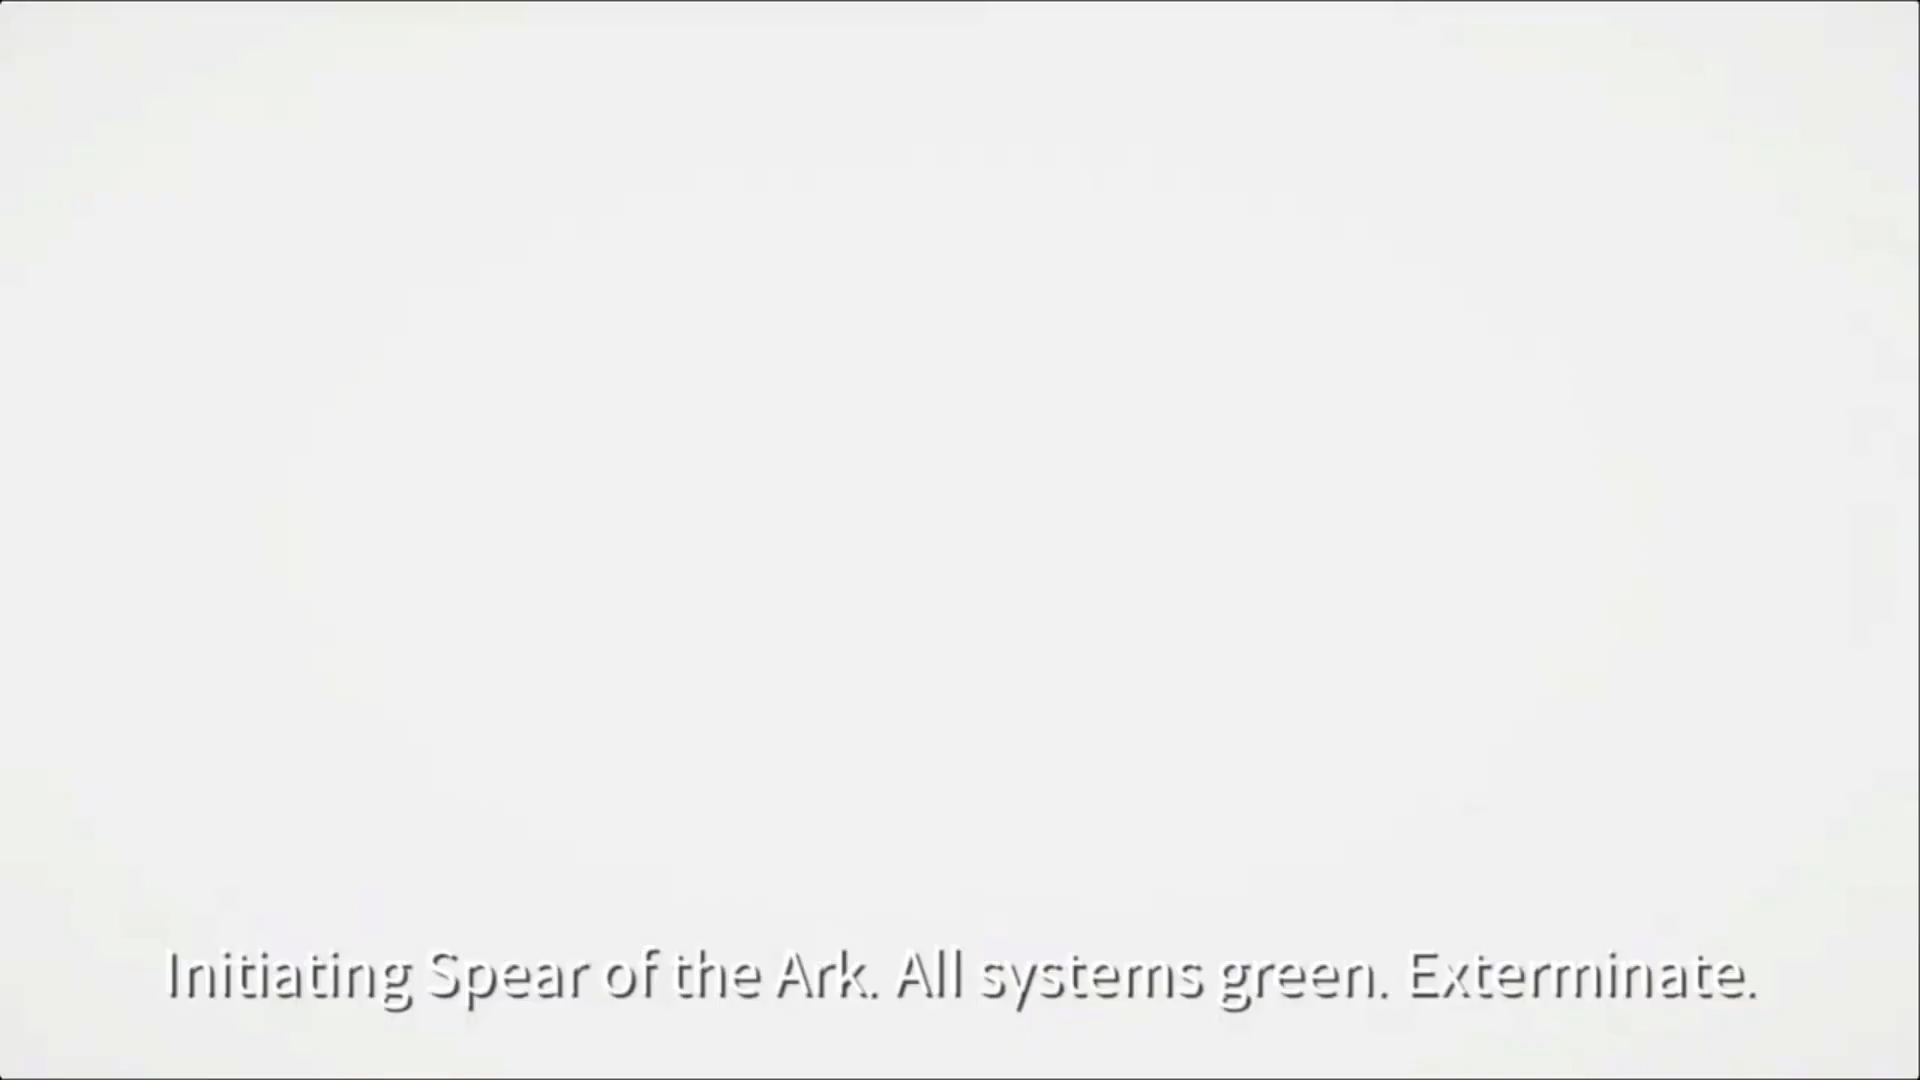 Initiating Spear of the Ark. All systems green. Exterminate.